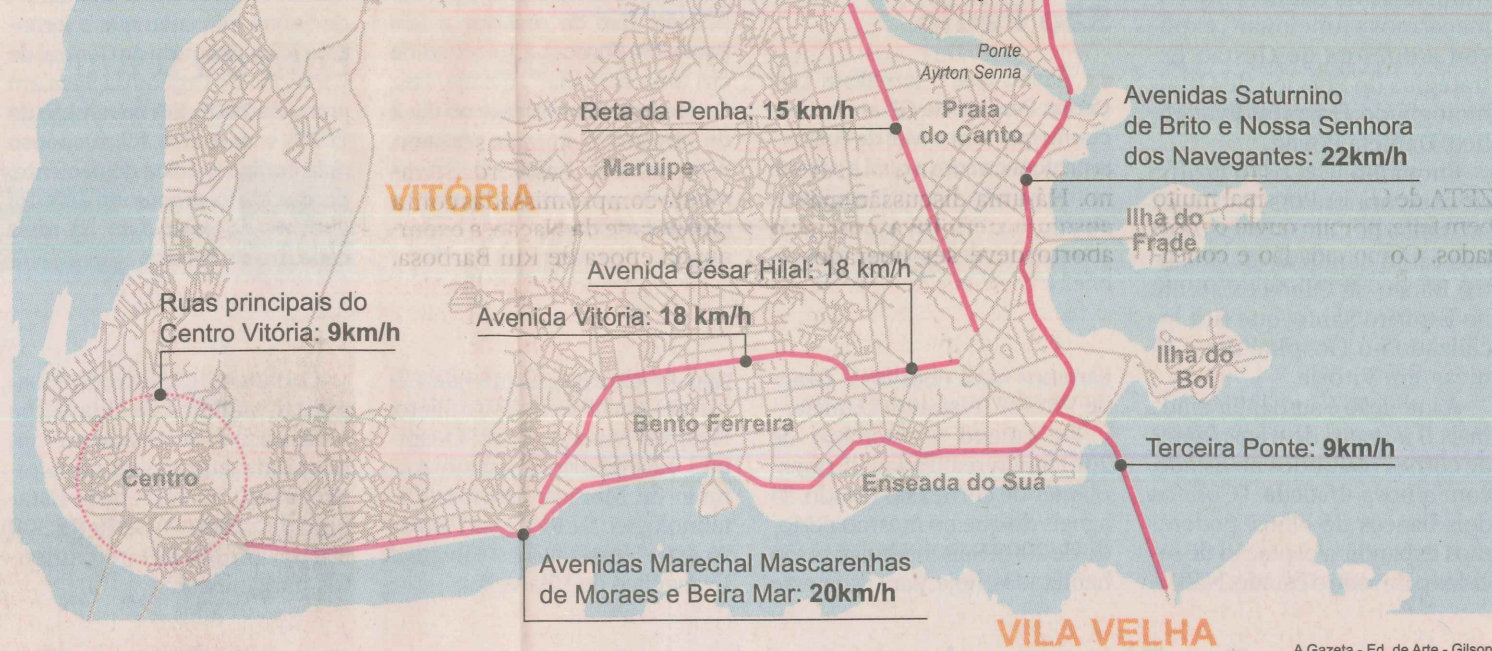 Ponte
Ayrton Senna
Reta da Penha: 15 km/h
Praia
do Canto
Avenidas Saturnino
de Brito e Nossa Senhora
dos Navegantes: 22km/h
Maruípe
VITÓRIA
Ilha do
Frade
Avenida César Hilal: 18 km/h
Ruas principais do
Centro Vitória: 9km/h
Avenida Vitória: 18 km/h
Ilha do
Boi
Bento Ferreira
Terceira Ponte: 9km/h
Centro
Enseada do Suá
Avenidas Marechal Mascarenhas
de Moraes e Beira Mar: 20km/h
VILA VELHA
A Gazeta - Ed. de Arte - Gilson